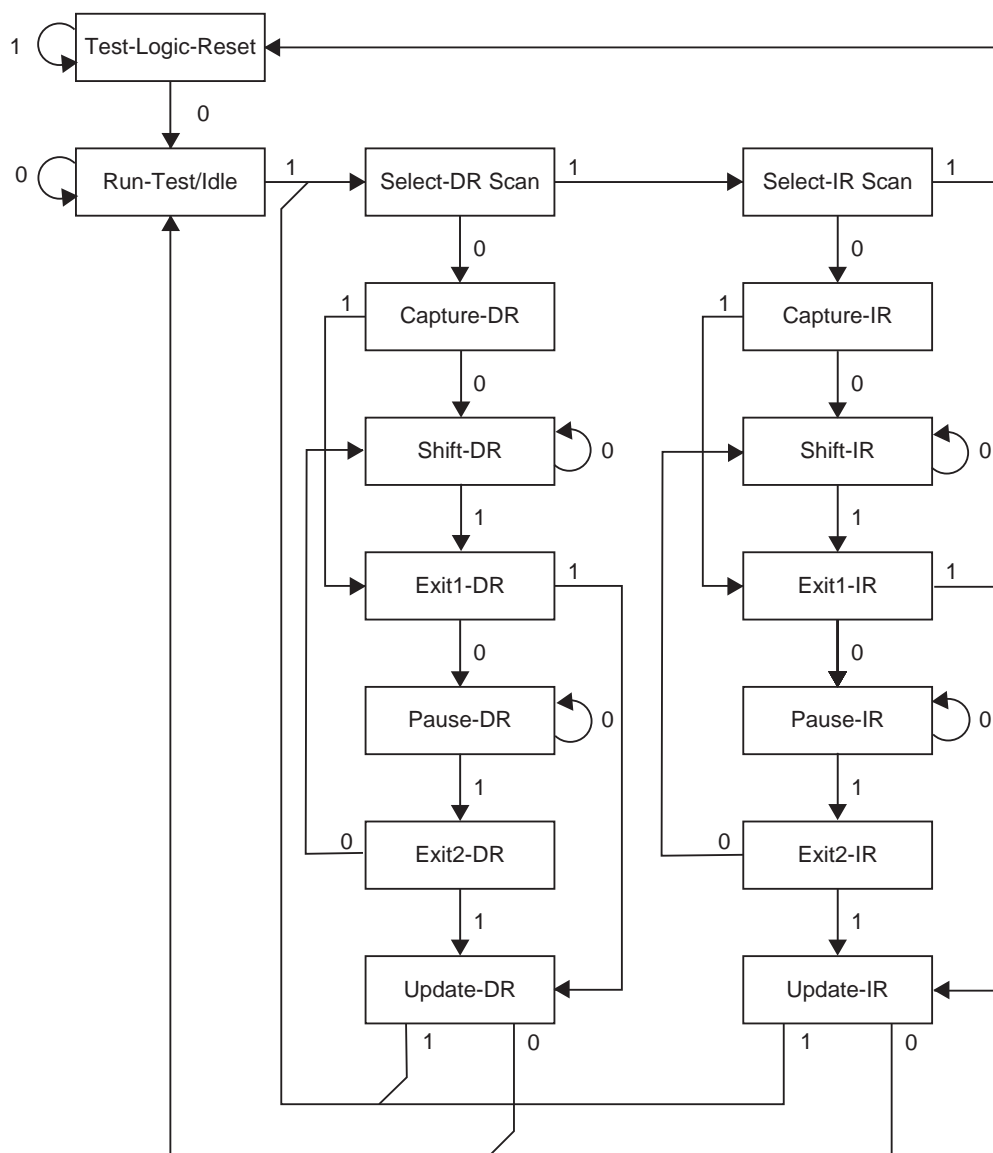 1 Test-Logic-Reset
0
0 Run-Test/Idle 1 Select-DR Scan 1 Select-IR Scan 1
0 0
1 Capture-DR 1 Capture-IR
0 0
Shift-DR 0 Shift-IR 0
1 1
Exit1-DR 1 Exit1-IR 1
0 0
Pause-DR 0 Pause-IR 0
1 1
0 Exit2-DR 0 Exit2-IR
1 1
Update-DR Update-IR
1 0 1 0